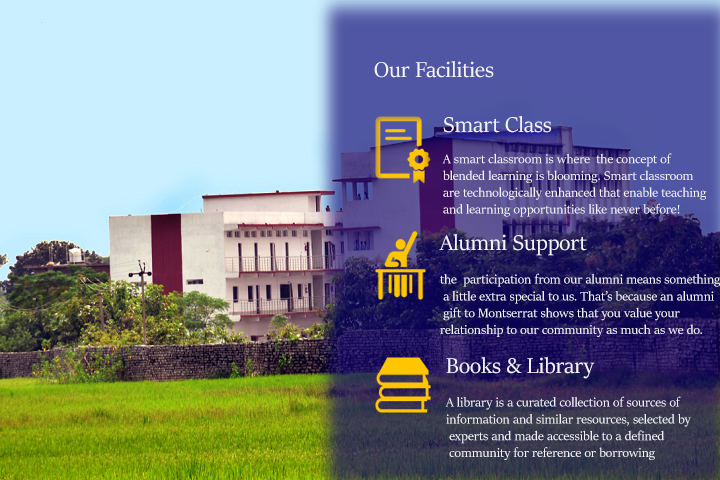 Our Facilities
Smart Class
A smart classroom is where the concept of
blended learning is blooming, Smart classroom
are technologically enhanced that enable teaching
and learning opportunities like never before!
Alumni Support
the participation from our alumni means something
a little extra special to us. That's because an alumni
gift to Montserrat shows that you value your
relationship to our community as much as we do.
Books & Library
A library is a curated collection of sources of
information and similar resources, selected by
experts and made accessible to a defined
community for reference or borrowing